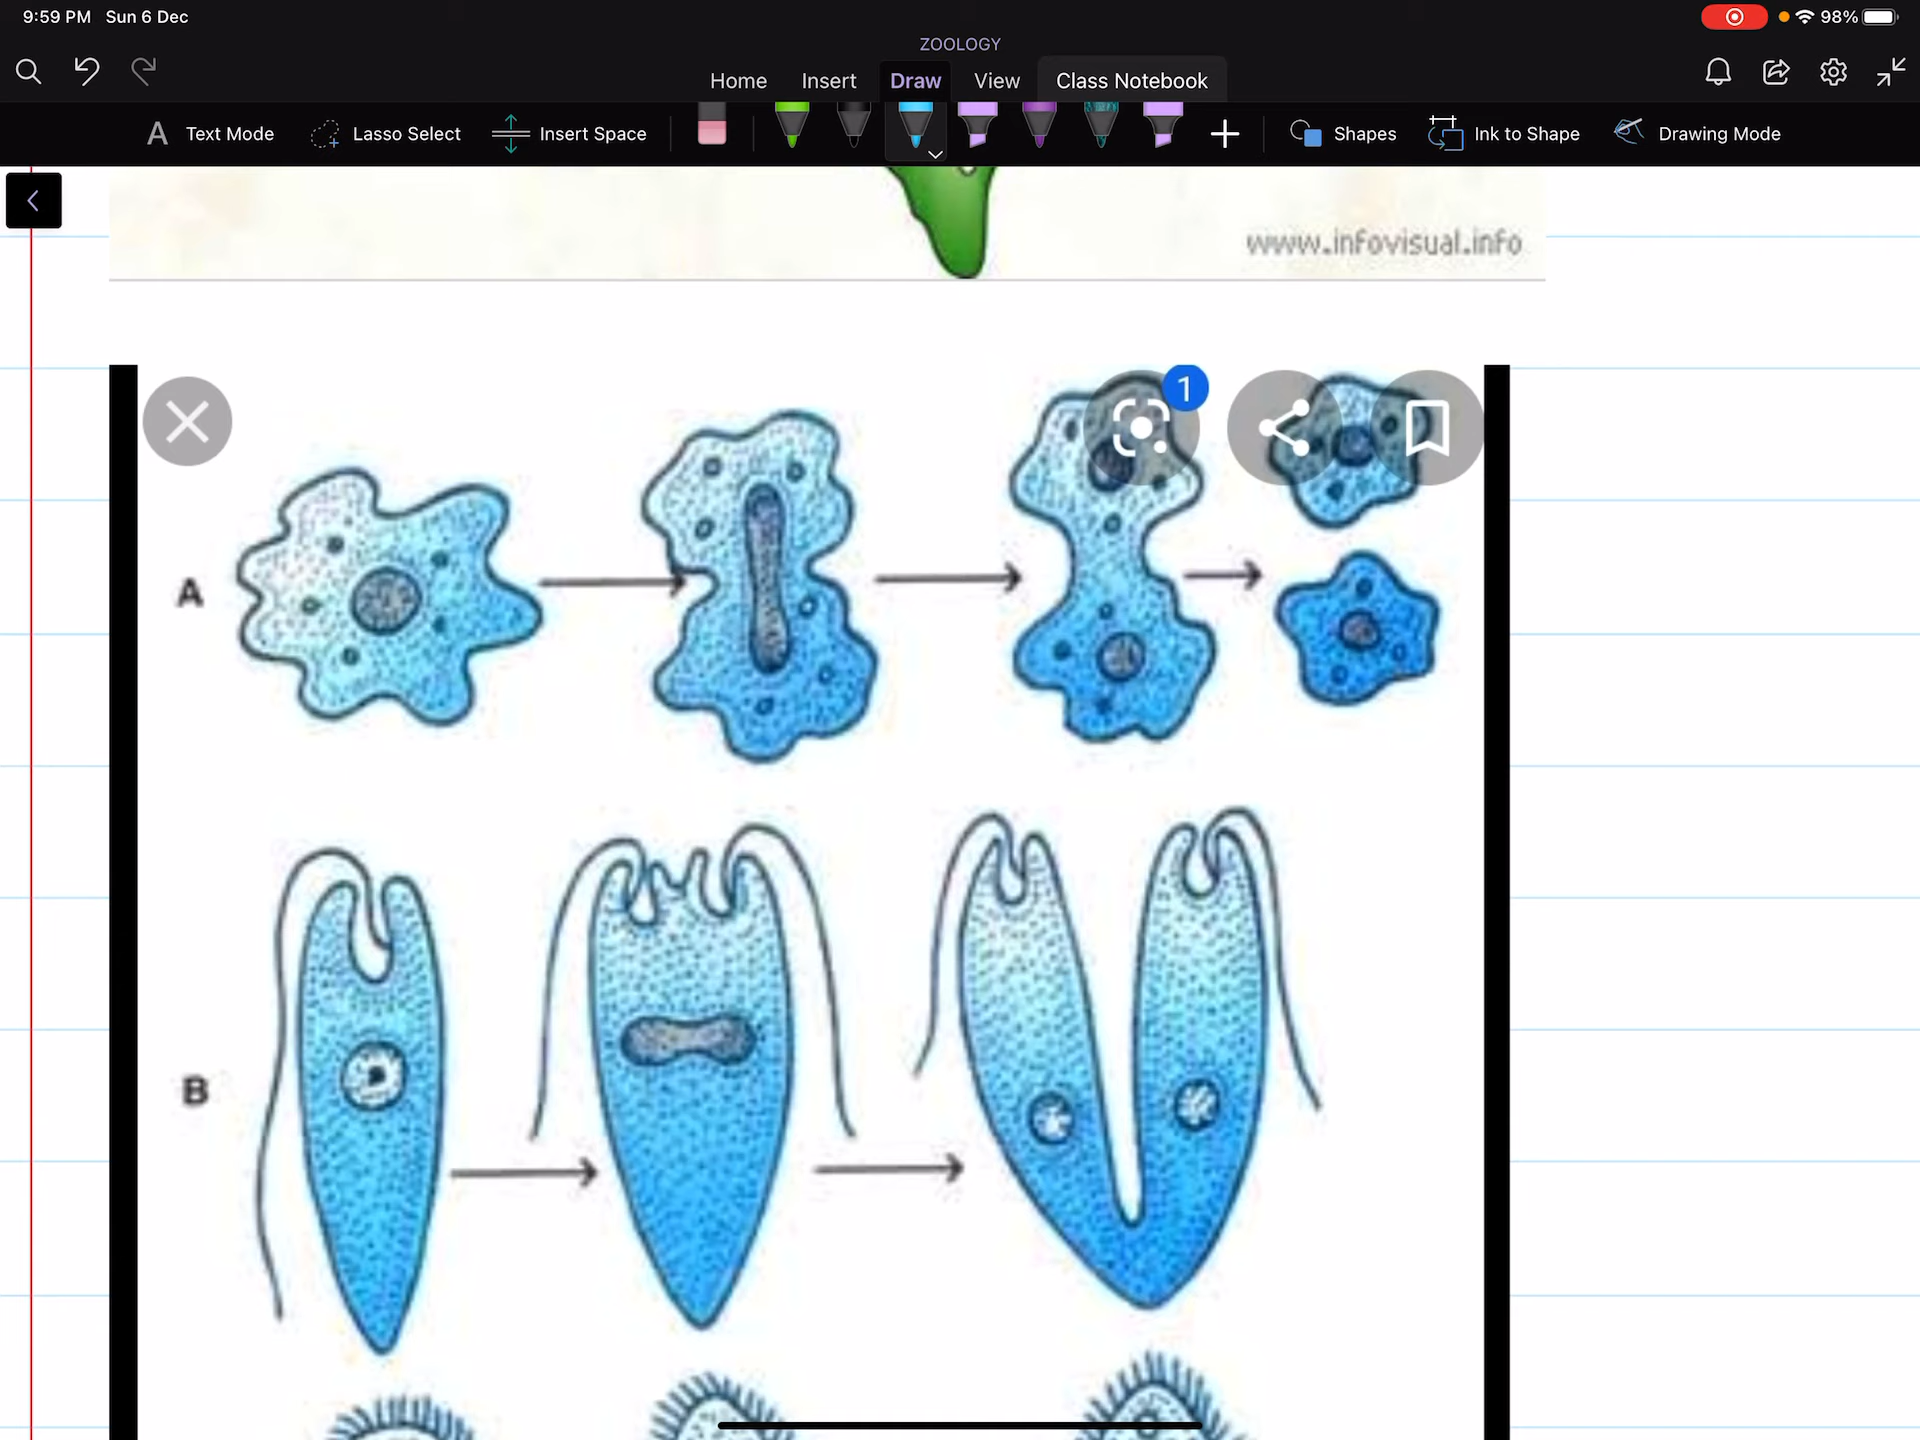 9:59 PM Sun 6 Dec
98%
ZOOLOGY
Home Insert Draw View Class Notebook
A Text Mode Lasso Select Insert Space Shapes Ink to Shape Drawing Mode
www.infovisual.info
1
A
B